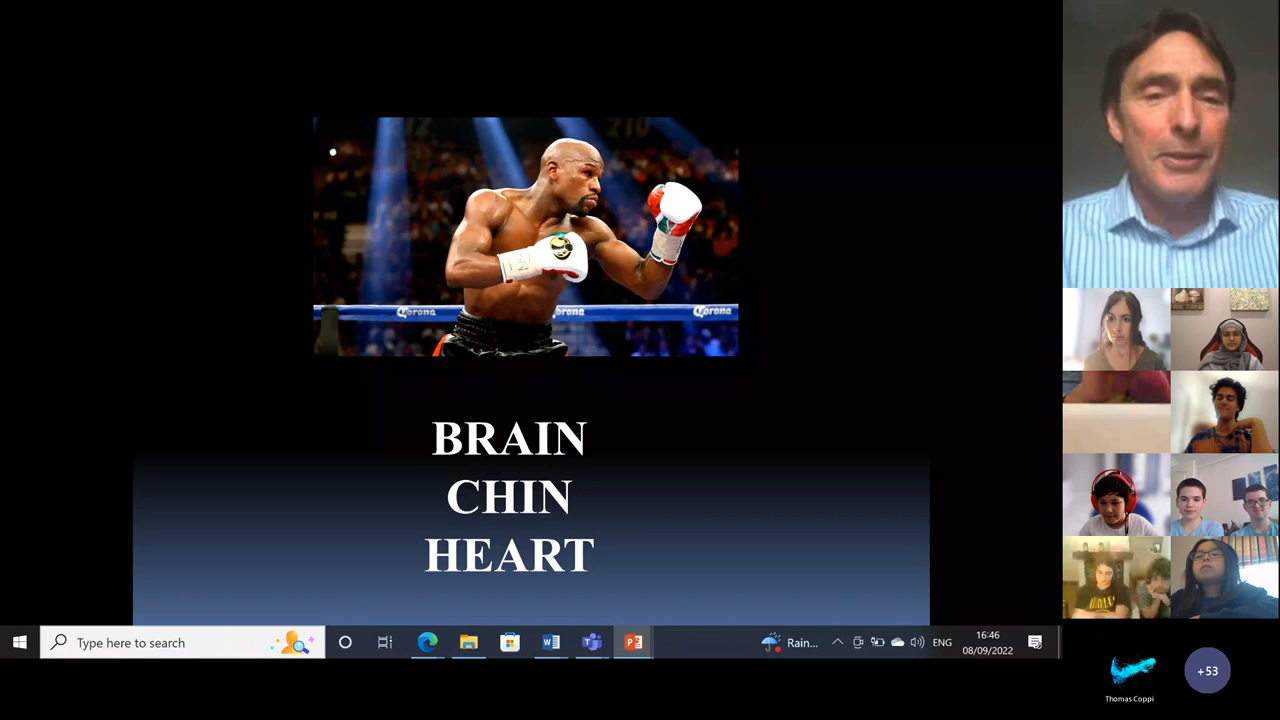 Corona
Corona
Corona
BRAIN
CHIN
HEART
Type here to search
Rain...
ENG
16:46
08/09/2022
+53
Thomas Coppi